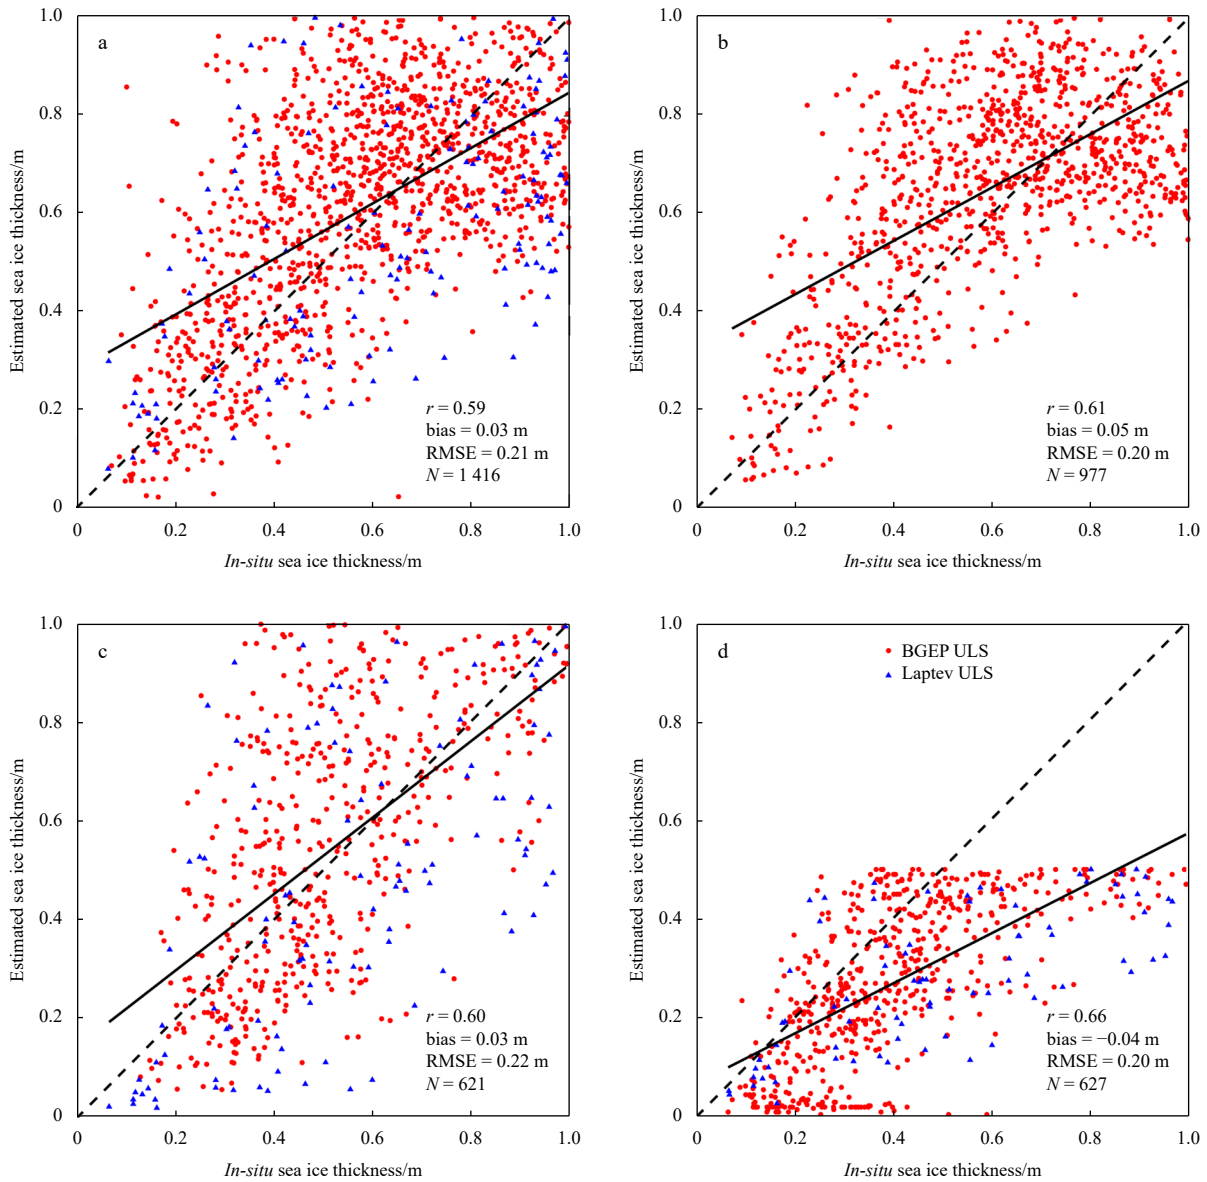 1.0
a
0.8
0.6
0.4
0.2
0
Estimated sea ice thickness/m
r = 0.59
bias = 0.03 m
RMSE = 0.21 m
N = 1 416
0 0.2 0.4 0.6 0.8 1.0
In-situ sea ice thickness/m
1.0
b
0.8
0.6
0.4
0.2
0
Estimated sea ice thickness/m
r = 0.61
bias = 0.05 m
RMSE = 0.20 m
N = 977
0 0.2 0.4 0.6 0.8 1.0
In-situ sea ice thickness/m
1.0
c
0.8
0.6
0.4
0.2
0
Estimated sea ice thickness/m
r = 0.60
bias = 0.03 m
RMSE = 0.22 m
N = 621
0 0.2 0.4 0.6 0.8 1.0
In-situ sea ice thickness/m
1.0
d
BGEP ULS
Laptev ULS
0.8
0.6
0.4
0.2
0
Estimated sea ice thickness/m
r = 0.66
bias = −0.04 m
RMSE = 0.20 m
N = 627
0 0.2 0.4 0.6 0.8 1.0
In-situ sea ice thickness/m